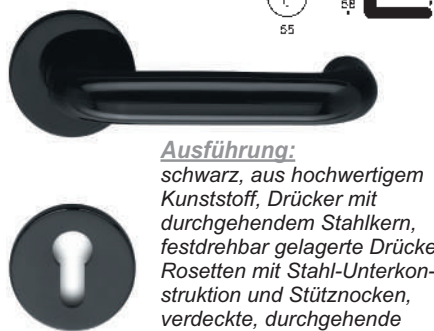 55
Ausführung:
schwarz, aus hochwertigem
Kunststoff, Drücker mit
durchgehendem Stahlkern,
festdrehbar gelagerte Drücke
Rosetten mit Stahl-Unterkon-
struktion und Stütznocken,
verdeckte, durchgehende